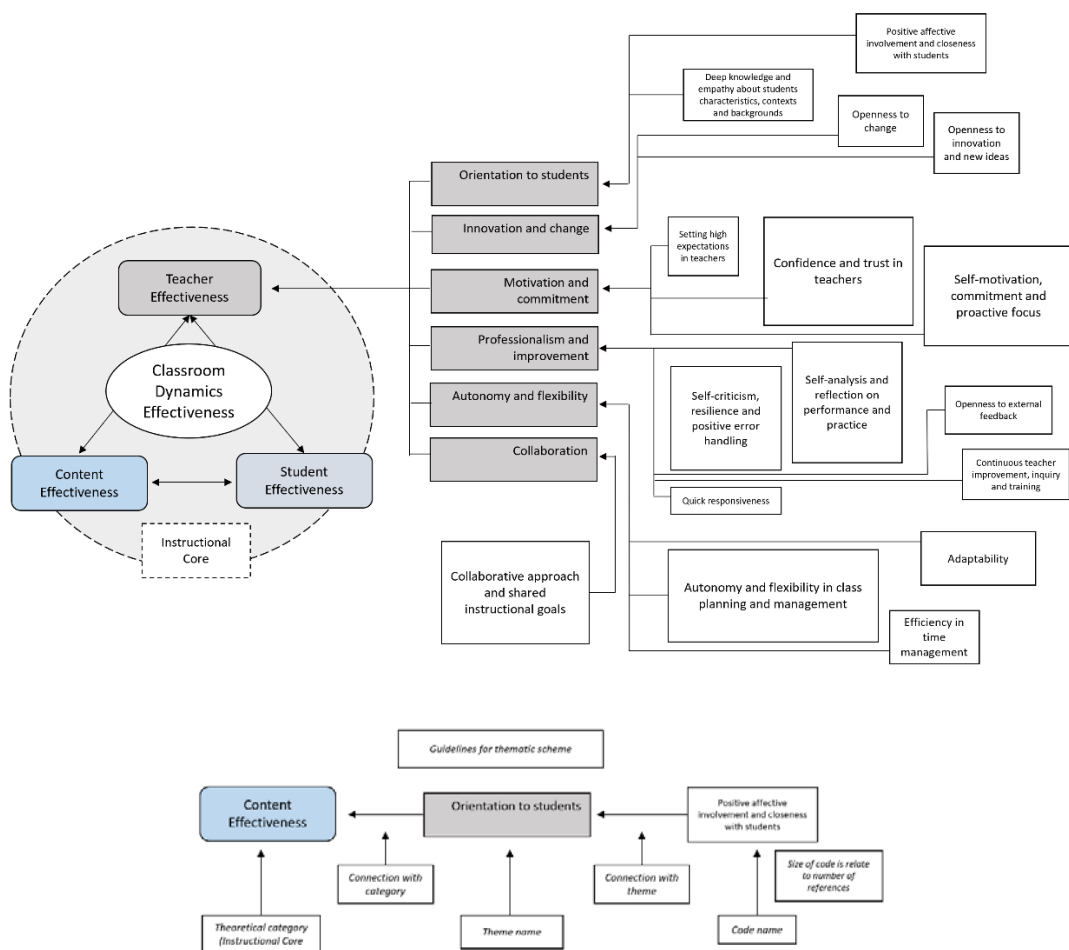 Positive affective
involvement and closeness
with students
Deep knowledge and
empathy about students
characteristics, contexts
and backgrounds
Openness to
change
Openness to
innovation
and new ideas
Orientation to students
Innovation and change
Setting high
expectations
in teachers
Confidence and trust in
teachers
Self-motivation,
commitment and
proactive focus
Teacher
Effectiveness
Motivation and
commitment
Professionalism and
improvement
Classroom
Dynamics
Effectiveness
Self-criticism,
resilience and
positive error
handling
Self-analysis and
reflection on
performance and
practice
Autonomy and flexibility
Openness to external
feedback
Collaboration
Content
Effectiveness
Student
Effectiveness
Continuous teacher
improvement, inquiry
and training
Quick responsiveness
Instructional
Core
Collaborative approach
and shared
instructional goals
Adaptability
Autonomy and flexibility in class
planning and management
Efficiency in
time
management
Guidelines for thematic scheme
Content
Effectiveness
Orientation to students
Positive affective
involvement and closeness
with students
Connection with
category
Connection with
theme
Size of code is relate
to number of
references
Theoretical category
(Instructional Core
Theme name
Code name